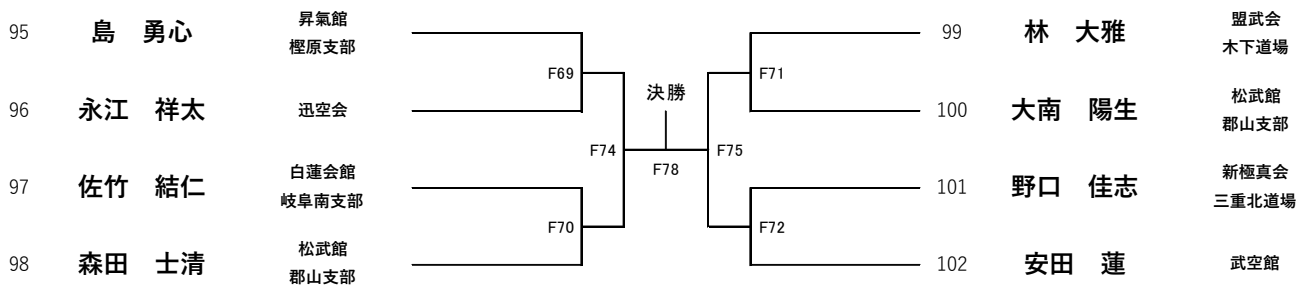 95 島 勇心 昇氣館
樫原支部
96 永江 祥太 迅空会
97 佐竹 結仁 白蓮会館
岐阜南支部
98 森田 士清 松武館
郡山支部
F69
F70
F74
決勝
F78
F75
F71
F72
99 林 大雅 盟武会
木下道場
100 大南 陽生 松武館
郡山支部
101 野口 佳志 新極真会
三重北道場
102 安田 蓮 武空館